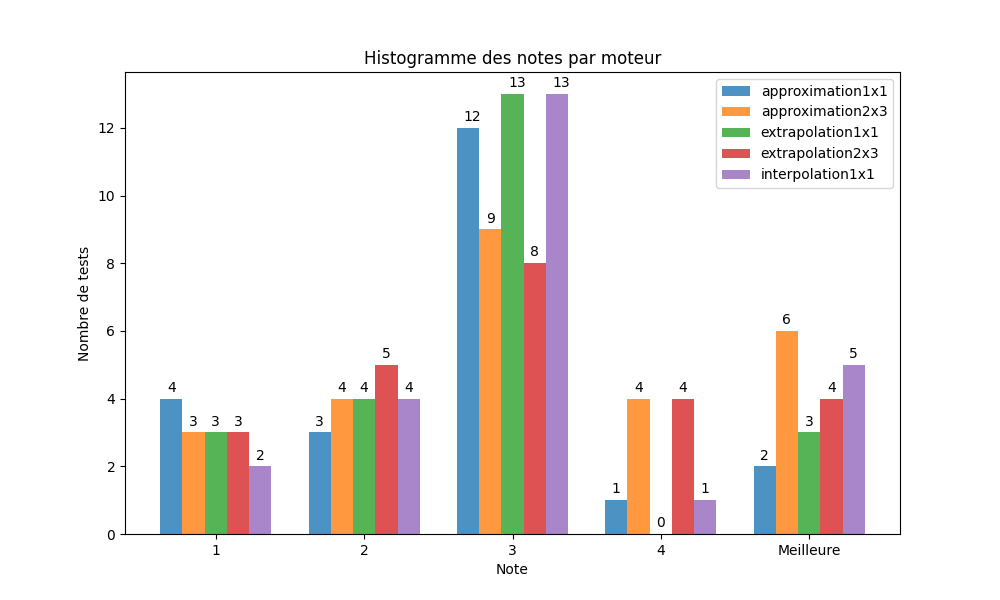 Histogramme des notes par moteur
approximation1x1
approximation2x3
extrapolation1x1
extrapolation2x3
interpolation1x1
Nombre de tests
12
10
8
6
4
2
0
4 3 3 3 2
3 4 4 5 4
12 9 13 8 13
1 4 0 4 1
2 6 3 4 5
1 2 3 4 Meilleure
Note